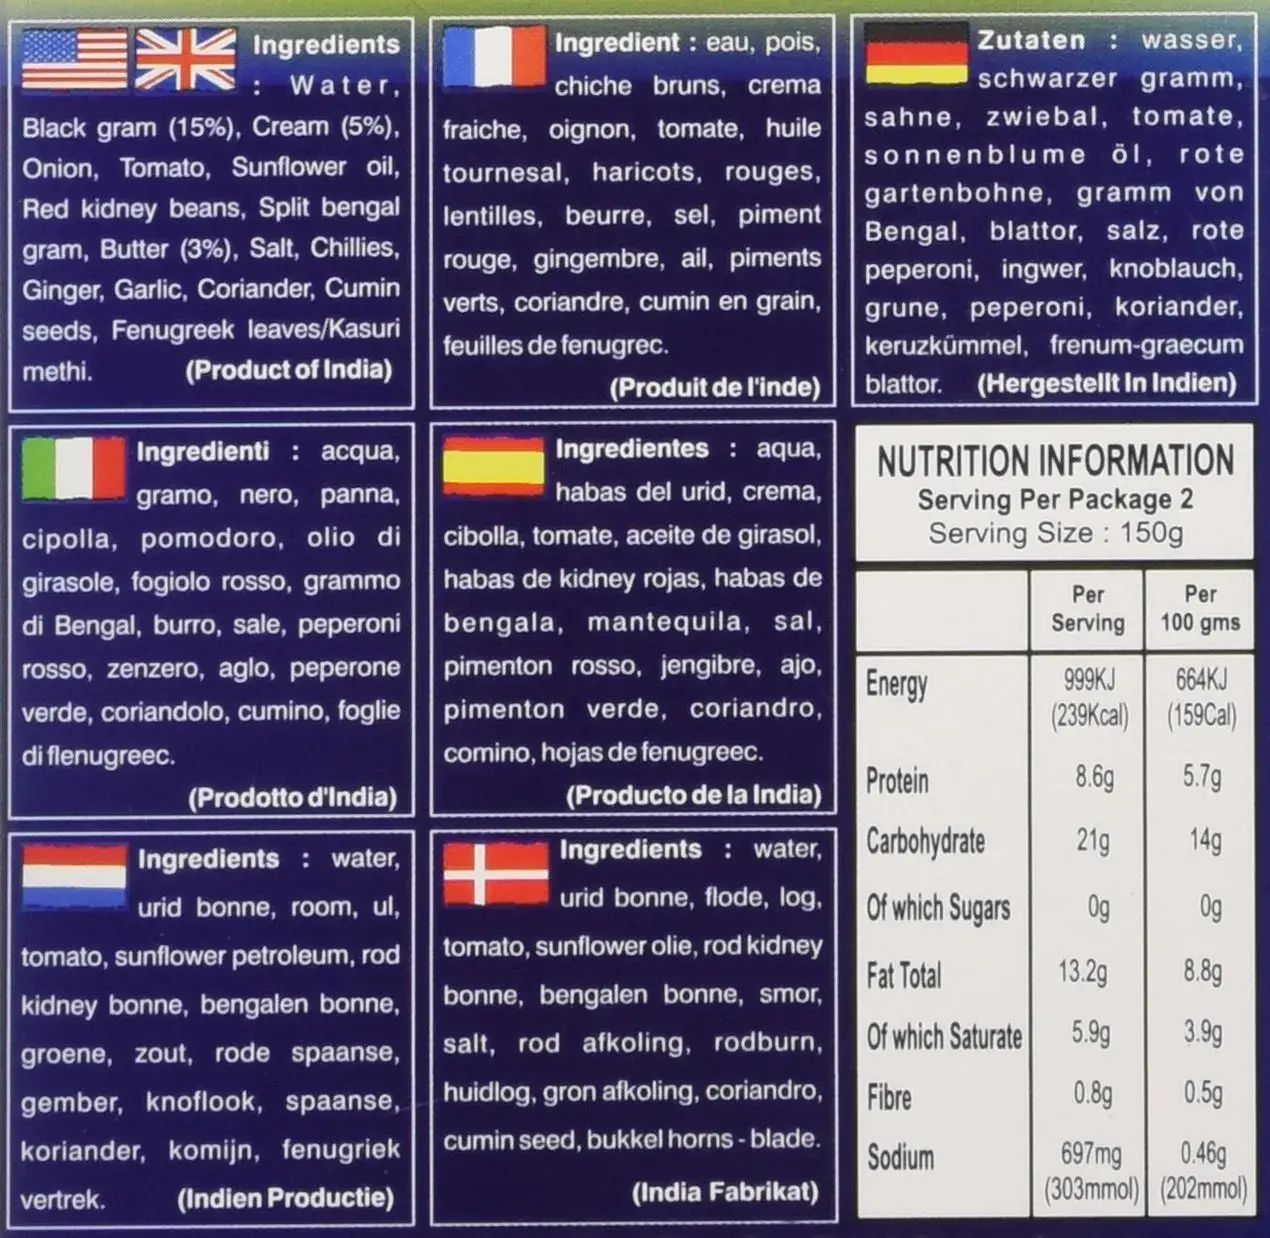 Ingredients
: Water,
Black gram (15%), Cream (5%),
Onion, Tomato, Sunflower oil,
Red kidney beans, Split bengal
gram, Butter (3%), Salt, Chillies,
Ginger, Garlic, Coriander, Cumin
seeds, Fenugreek leaves/Kasuri
methi. (Product of India)
Ingredient : eau, pois,
chiche bruns, crema
fraiche, oignon, tomate, huile
tournesal, haricots, rouges,
lentilles, beurre, sel, piment
rouge, gingembre, ail, piments
verts, coriandre, cumin en grain,
feuilles de fenugrec.
(Produit de l'inde)
Zutaten : wasser,
schwarzer gramm,
sahne, zwiebal, tomate,
sonnenblume öl, rote
gartenbohne, gramm von
Bengal, blattor, salz, rote
peperoni, ingwer, knoblauch,
grune, peperoni, koriander,
keruzkümmel, frenum-graecum
blattor. (Hergestellt In Indien)
Ingredienti : acqua,
gramo, nero, panna,
cipolla, pomodoro, olio di
girasole, fogiolo rosso, grammo
di Bengal, burro, sale, peperoni
rosso, zenzero, aglo, peperone
verde, coriandolo, cumino, foglie
di flenugreec.
(Prodotto d'India)
Ingredientes : aqua,
habas del urid, crema,
cibolla, tomate, aceite de girasol,
habas de kidney rojas, habas de
bengala, mantequila, sal,
pimenton rosso, jengibre, ajo,
pimenton verde, coriandro,
comino, hojas de fenugreec.
(Producto de la India)
Ingredients : water,
urid bonne, room, ul,
tomato, sunflower petroleum, rod
kidney bonne, bengalen bonne,
groene, zout, rode spaanse,
gember, knoflook, spaanse,
koriander, komijn, fenugriek
vertrek. (Indien Productie)
Ingredients : water,
urid bonne, flode, log,
tomato, sunflower olie, rod kidney
bonne, bengalen bonne, smor,
salt, rod afkoling, rodburn,
huidlog, gron afkoling, coriandro,
cumin seed, bukkel horns - blade.
(India Fabrikat)
NUTRITION INFORMATION
Serving Per Package 2
Serving Size : 150g
Per Serving Per 100 gms
Energy 999KJ 664KJ
(239Kcal) (159Cal)
Protein 8.6g 5.7g
Carbohydrate 21g 14g
Of which Sugars 0g 0g
Fat Total 13.2g 8.8g
Of which Saturate 5.9g 3.9g
Fibre 0.8g 0.5g
Sodium 697mg 0.46g
(303mmol) (202mmol)